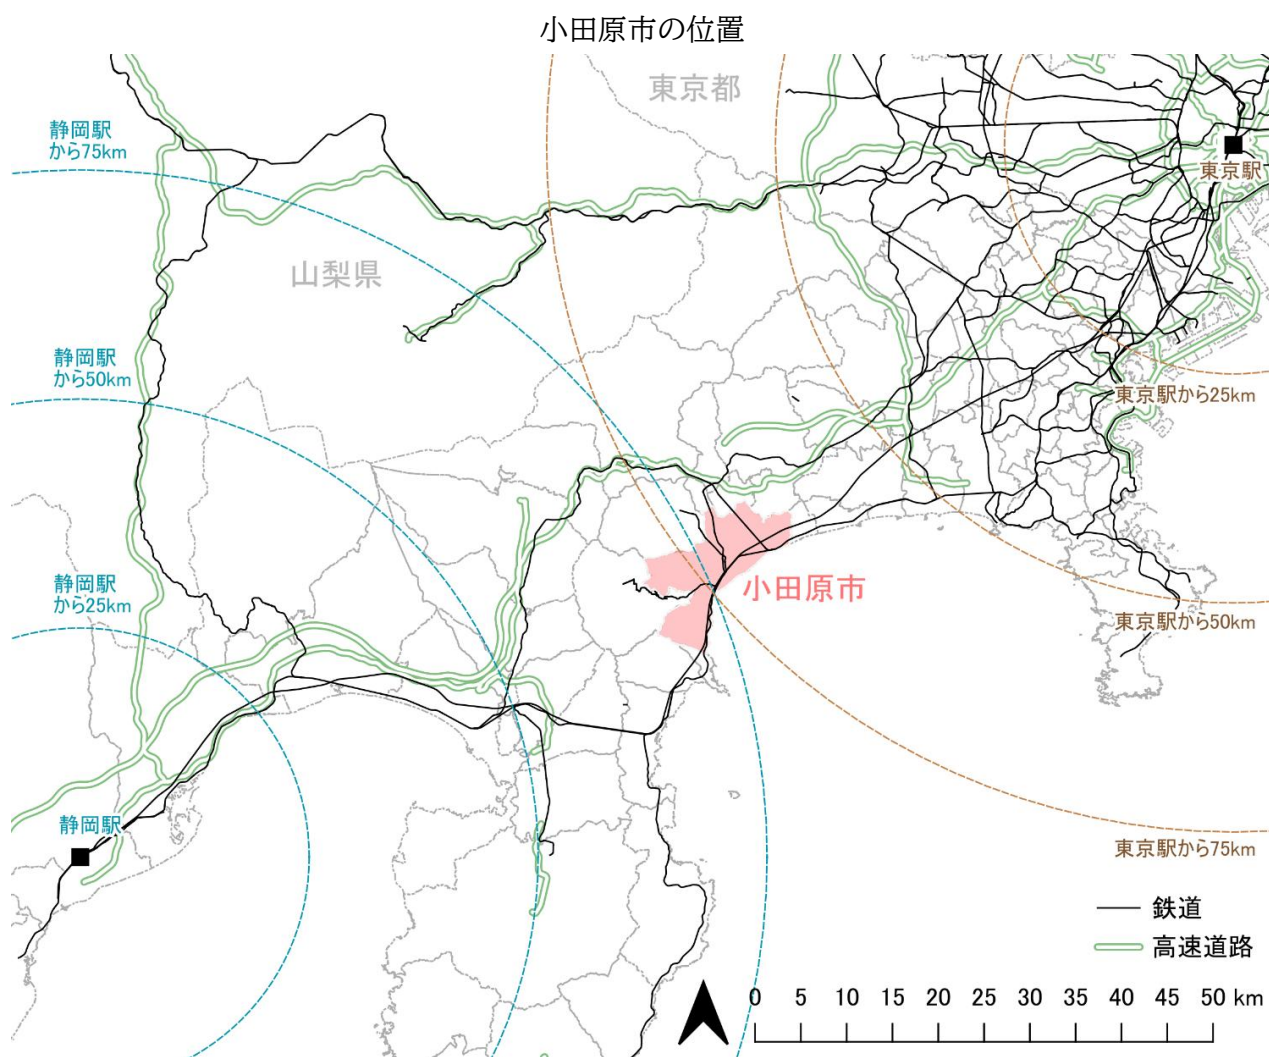 小田原市の位置
東京都
静岡駅
から75km
東京駅
山梨県
静岡駅
から50km
東京駅から25km
静岡駅
から25km
小田原市
東京駅から50km
静岡駅
東京駅から75km
鉄道
高速道路
0 5 10 15 20 25 30 35 40 45 50 km